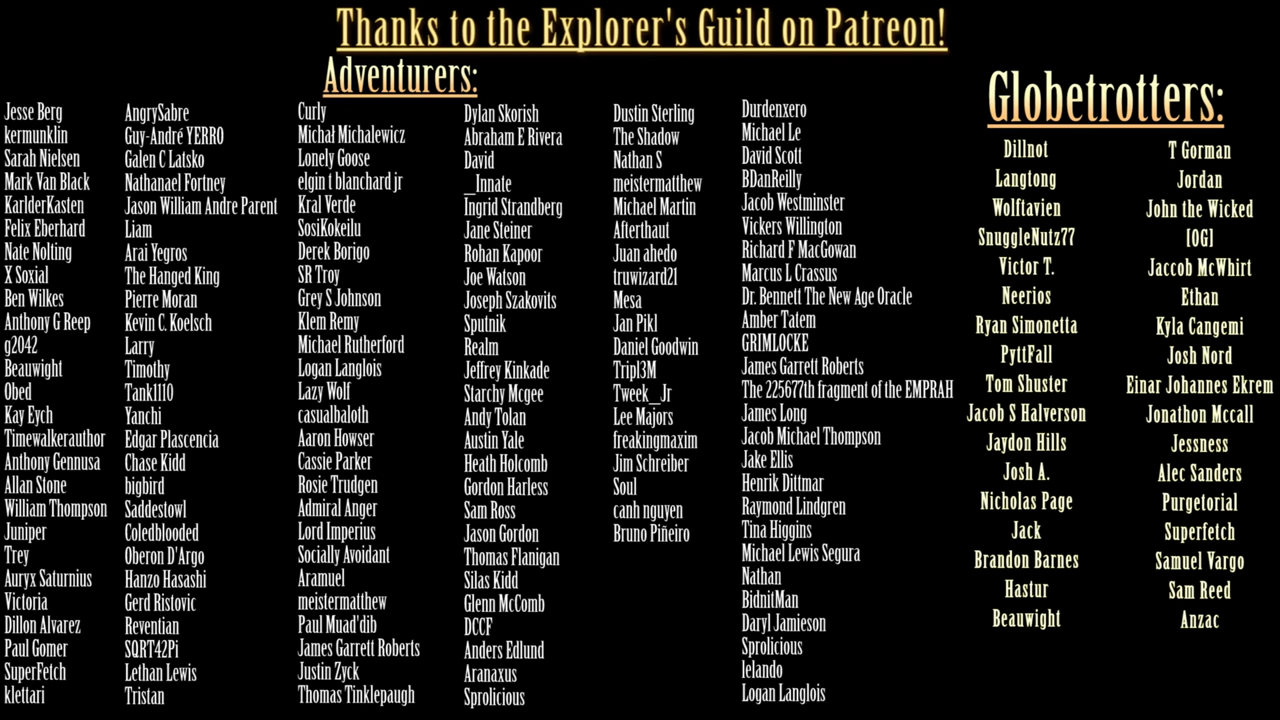 Thanks to the Explorer's Guild on Patreon!
Adventurers:
Jesse Berg
kermunklin
Sarah Nielsen
Mark Van Black
KarlderKasten
Felix Eberhard
Nate Nolting
X Soxial
Ben Wilkes
Anthony G Reep
g2042
Beauwight
Obed
Kay Eych
Timewalkerauthor
Anthony Gennusa
Allan Stone
William Thompson
Juniper
Trey
Auryx Saturnius
Victoria
Dillon Alvarez
Paul Gomer
SuperFetch
klettari
AngrySabre
Guy-André YERRO
Galen C Latsko
Nathanael Fortney
Jason William Andre Parent
Liam
Arai Yegros
The Hanged King
Pierre Moran
Kevin C. Koelsch
Larry
Timothy
Tank1110
Yanchi
Edgar Plascencia
Chase Kidd
bigbird
Saddestowl
Coledblooded
Oberon D'Argo
Hanzo Hasashi
Gerd Ristovic
Reventian
SQRT42Pi
Lethan Lewis
Tristan
Curly
Michał Michalewicz
Lonely Goose
elgin t blanchard jr
Kral Verde
SosiKokeilu
Derek Borigo
SR Troy
Grey S Johnson
Klem Remy
Michael Rutherford
Logan Langlois
Lazy Wolf
casualbaloth
Aaron Howser
Cassie Parker
Rosie Trudgen
Admiral Anger
Lord Imperius
Socially Avoidant
Aramuel
meistermatthew
Paul Muad'dib
James Garrett Roberts
Justin Zyck
Thomas Tinklepaugh
Dylan Skorish
Abraham E Rivera
David
_Innate
Ingrid Strandberg
Jane Steiner
Rohan Kapoor
Joe Watson
Joseph Szakovits
Sputnik
Realm
Jeffrey Kinkade
Starchy Mcgee
Andy Tolan
Austin Yale
Heath Holcomb
Gordon Harless
Sam Ross
Jason Gordon
Thomas Flanigan
Silas Kidd
Glenn McComb
DCCF
Anders Edlund
Aranaxus
Sprolicious
Dustin Sterling
The Shadow
Nathan S
meistermatthew
Michael Martin
Afterthaut
Juan ahedo
truwizard21
Mesa
Jan Pikl
Daniel Goodwin
Tripl3M
Tweek_Jr
Lee Majors
freakingmaxim
Jim Schreiber
Soul
canh nguyen
Bruno Piñeiro
Durdenxero
Michael Le
David Scott
BDanReilly
Jacob Westminster
Vickers Willington
Richard F MacGowan
Marcus L Crassus
Dr. Bennett The New Age Oracle
Amber Tatem
GRIMLOCKE
James Garrett Roberts
The 225677th fragment of the EMPRAH
James Long
Jacob Michael Thompson
Jake Ellis
Henrik Dittmar
Raymond Lindgren
Tina Higgins
Michael Lewis Segura
Nathan
BidnitMan
Daryl Jamieson
Sprolicious
lelando
Logan Langlois
Globetrotters:
Dillnot
Langtong
Wolftavien
SnuggleNutz77
Victor T.
Neerios
Ryan Simonetta
PyttFall
Tom Shuster
Jacob S Halverson
Jaydon Hills
Josh A.
Nicholas Page
Jack
Brandon Barnes
Hastur
Beauwight
T Gorman
Jordan
John the Wicked
[OG]
Jaccob McWhirt
Ethan
Kyla Cangemi
Josh Nord
Einar Johannes Ekrem
Jonathon Mccall
Jessness
Alec Sanders
Purgetorial
Superfetch
Samuel Vargo
Sam Reed
Anzac